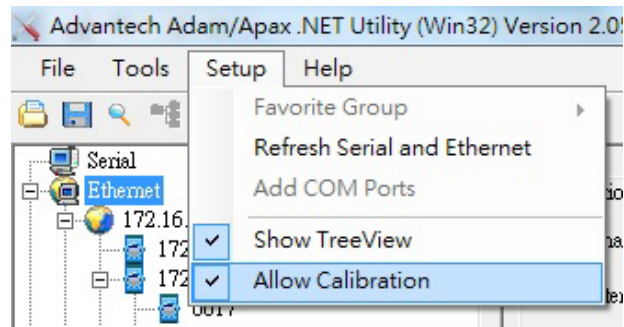 Advantech Adam/Apax .NET Utility (Win32) Version 2.05
File Tools Setup Help
Favorite Group
Refresh Serial and Ethernet
Add COM Ports
Show TreeView
Allow Calibration
Serial
Ethernet
172.16.
172
172
0017